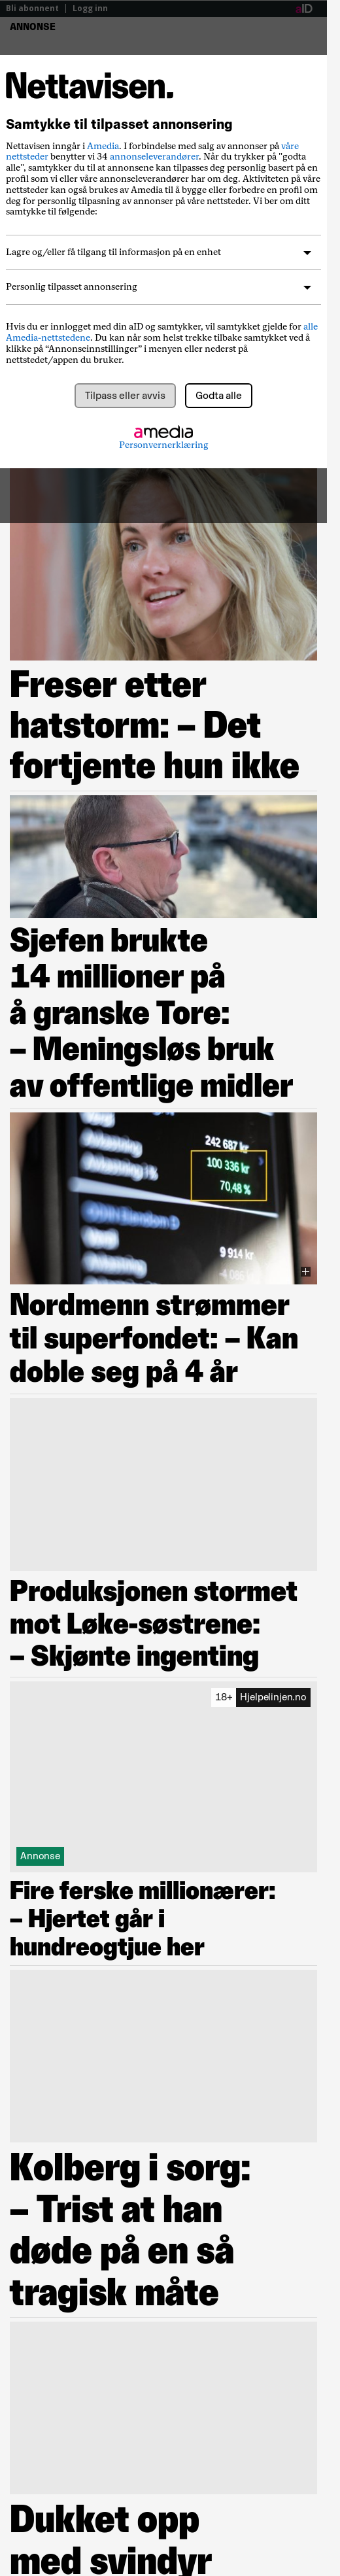 Bli abonnent | Logg inn
aID
ANNONSE
Nettavisen.
Samtykke til tilpasset annonsering
Nettavisen inngår i Amedia. I forbindelse med salg av annonser på våre
nettsteder benytter vi 34 annonseleverandører. Når du trykker på "godta
alle", samtykker du til at annonsene kan tilpasses deg personlig basert på en
profil som vi eller våre annonseleverandører har om deg. Aktiviteten på våre
nettsteder kan også brukes av Amedia til å bygge eller forbedre en profil om
deg for personlig tilpasning av annonser på våre nettsteder. Vi ber om ditt
samtykke til følgende:
Lagre og/eller få tilgang til informasjon på en enhet
Personlig tilpasset annonsering
Hvis du er innlogget med din aID og samtykker, vil samtykket gjelde for alle
Amedia-nettstedene. Du kan når som helst trekke tilbake samtykket ved å
klikke på “Annonseinnstillinger” i menyen eller nederst på
nettstedet/appen du bruker.
Tilpass eller avvis
Godta alle
amedia
Personvernerklæring
Freser etter
hatstorm: – Det
fortjente hun ikke
Sjefen brukte
14 millioner på
å granske Tore:
– Meningsløs bruk
av offentlige midler
242 687 kr
100 336 kr
70,48 %
9 914 kr
Nordmenn strømmer
til superfondet: – Kan
doble seg på 4 år
Produksjonen stormet
mot Løke-søstrene:
– Skjønte ingenting
18+ Hjelpelinjen.no
Annonse
Fire ferske millionærer:
– Hjertet går i
hundreogtjue her
Kolberg i sorg:
– Trist at han
døde på en så
tragisk måte
Dukket opp
med svindyr